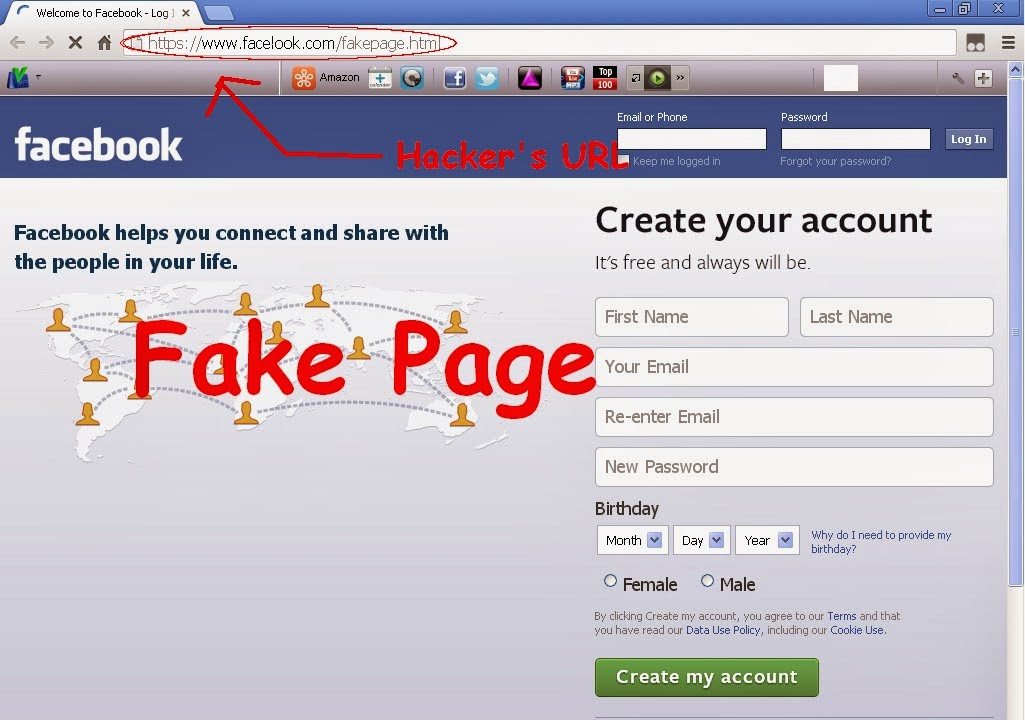 Welcome to Facebook - Log I
https://www.facelook.com/fakepage.htm
Amazon
calendar
You Tube MP3
Top 100
facebook
Email or Phone
Password
Log In
Keep me logged in
Forgot your password?
Hacker's URL
Facebook helps you connect and share with
the people in your life.
Fake Page
Create your account
It's free and always will be.
First Name
Last Name
Your Email
Re-enter Email
New Password
Birthday
Month
Day
Year
Why do I need to provide my
birthday?
Female
Male
By clicking Create my account, you agree to our Terms and that
you have read our Data Use Policy, including our Cookie Use.
Create my account